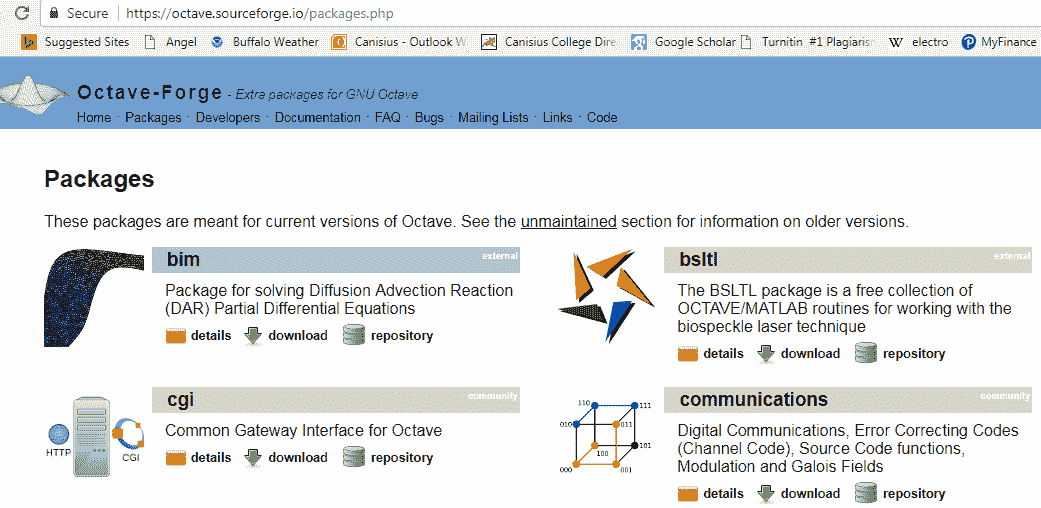 Secure https://octave.sourceforge.io/packages.php
Suggested Sites Angel Buffalo Weather Canisius - Outlook W Canisius College Dire Google Scholar Turnitin #1 Plagiaris W electro MyFinance
Octave-Forge - Extra packages for GNU Octave
Home · Packages · Developers · Documentation · FAQ · Bugs · Mailing Lists · Links · Code
Packages
These packages are meant for current versions of Octave. See the unmaintained section for information on older versions.
bim external
Package for solving Diffusion Advection Reaction
(DAR) Partial Differential Equations
details download repository
bsltl external
The BSLTL package is a free collection of
OCTAVE/MATLAB routines for working with the
biospeckle laser technique
details download repository
HTTP CGI
cgi community
Common Gateway Interface for Octave
details download repository
110 111
010 011
100 101
000 001
communications community
Digital Communications, Error Correcting Codes
(Channel Code), Source Code functions,
Modulation and Galois Fields
details download repository